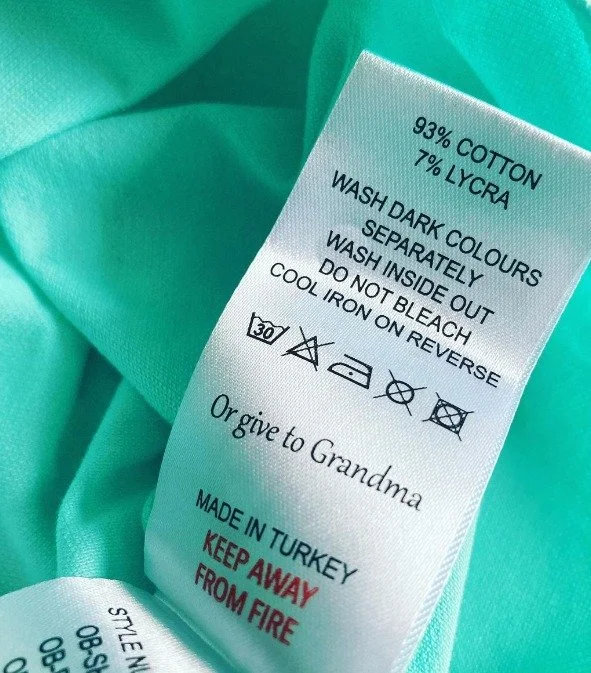 93% COTTON
7% LYCRA
WASH DARK COLOURS
SEPARATELY
WASH INSIDE OUT
DO NOT BLEACH
COOL IRON ON REVERSE
30
Or give to Grandma
MADE IN TURKEY
KEEP AWAY
FROM FIRE
STYLE